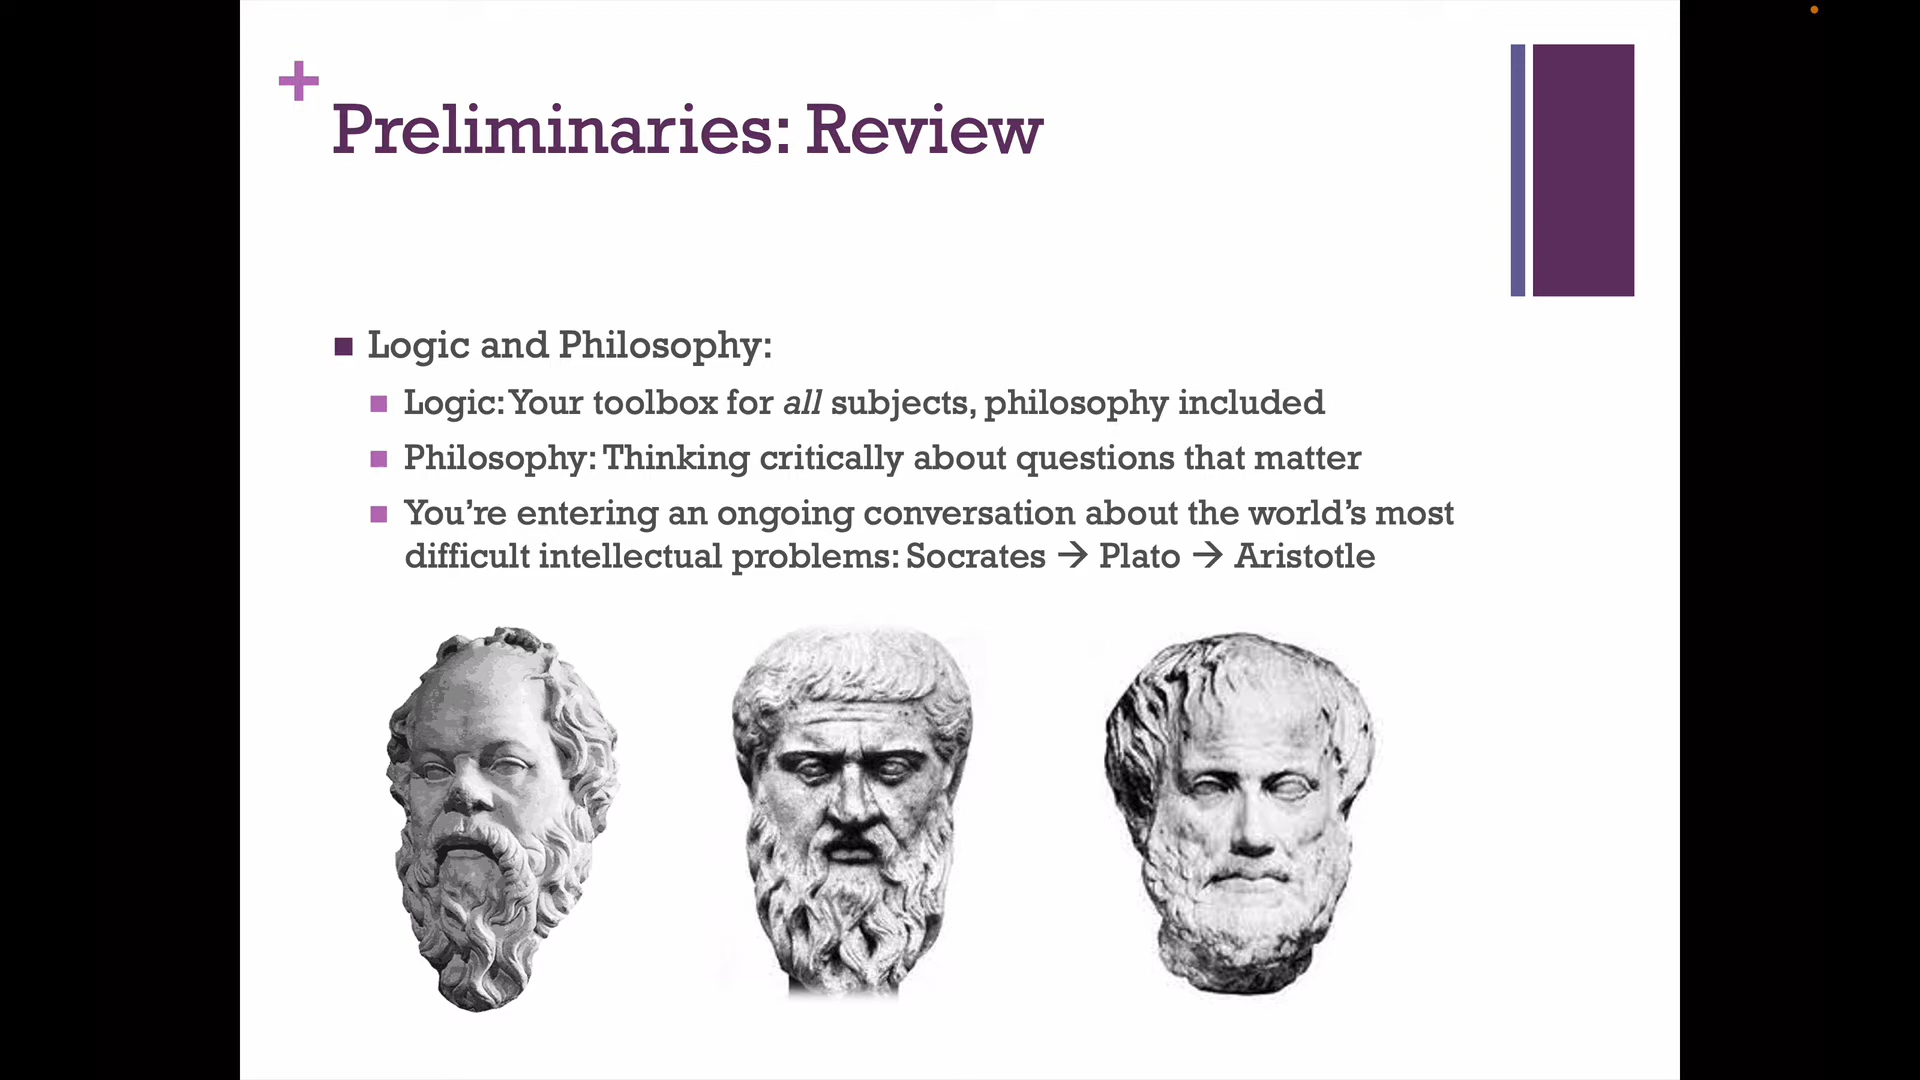 Preliminaries: Review
Logic and Philosophy:
Logic: Your toolbox for all subjects, philosophy included
Philosophy: Thinking critically about questions that matter
You’re entering an ongoing conversation about the world’s most
difficult intellectual problems: Socrates → Plato → Aristotle